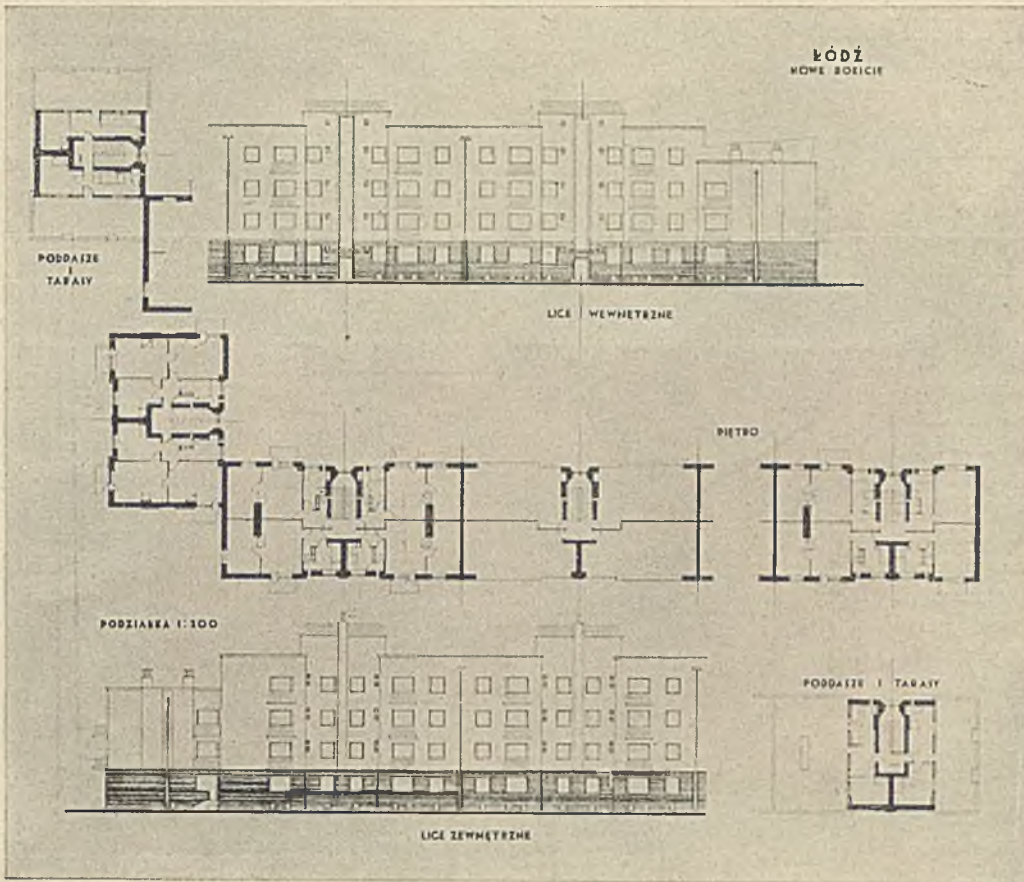 ŁÓDŹ
NOWE ROKICIE
PODDASZE
I
TARASY
LICE WEWNĘTRZNE
PIĘTRO
PODZIAŁKA 1:200
PODDASZE I TARASY
LICE ZEWNĘTRZNE